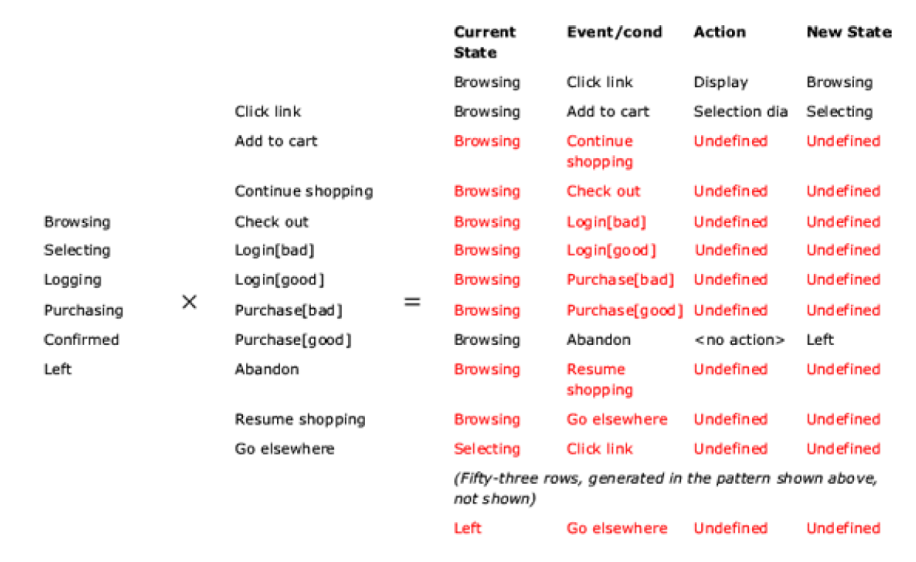 Current State Event/cond Action New State
Browsing Click link Display Browsing
Click link Browsing Add to cart Selection dia Selecting
Add to cart Browsing Continue shopping Undefined Undefined
Continue shopping Browsing Check out Undefined Undefined
Browsing Check out Browsing Login[bad] Undefined Undefined
Selecting Login[bad] Browsing Login[good] Undefined Undefined
Logging Login[good] Browsing Purchase[bad] Undefined Undefined
Purchasing × Purchase[bad] = Browsing Purchase[good] Undefined Undefined
Confirmed Purchase[good] Browsing Abandon <no action> Left
Left Abandon Browsing Resume shopping Undefined Undefined
Resume shopping Browsing Go elsewhere Undefined Undefined
Go elsewhere Selecting Click link Undefined Undefined
(Fifty-three rows, generated in the pattern shown above,
not shown)
Left Go elsewhere Undefined Undefined